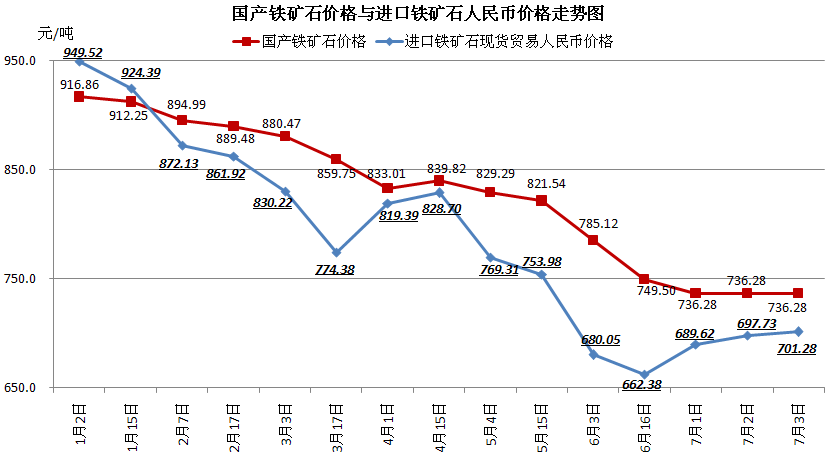 国产铁矿石价格与进口铁矿石人民币价格走势图
元/吨
国产铁矿石价格 进口铁矿石现货贸易人民币价格
950.0
850.0
750.0
650.0
916.86 912.25 894.99 889.48 880.47 859.75 833.01 839.82 829.29 821.54 785.12 749.50 736.28 736.28 736.28
949.52 924.39 872.13 861.92 830.22 774.38 819.39 828.70 769.31 753.98 680.05 662.38 689.62 697.73 701.28
1月2日 1月15日 2月7日 2月17日 3月3日 3月17日 4月1日 4月15日 5月4日 5月15日 6月3日 6月16日 7月1日 7月2日 7月3日